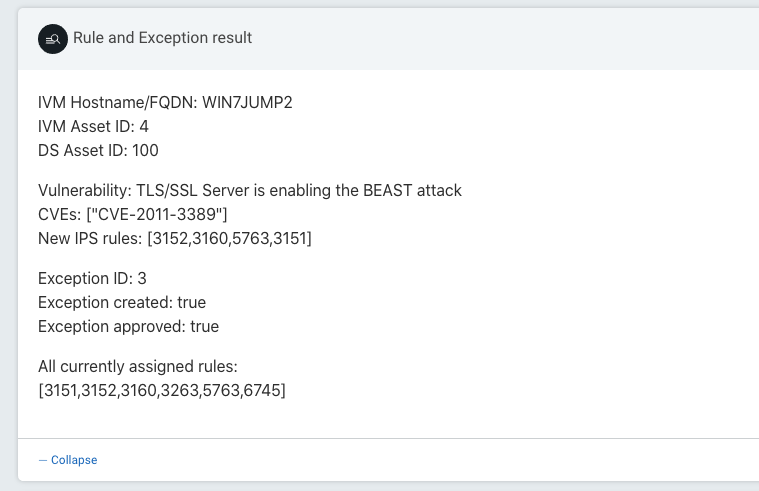 Rule and Exception result
IVM Hostname/FQDN: WIN7JUMP2
IVM Asset ID: 4
DS Asset ID: 100
Vulnerability: TLS/SSL Server is enabling the BEAST attack
CVEs: ["CVE-2011-3389"]
New IPS rules: [3152,3160,5763,3151]
Exception ID: 3
Exception created: true
Exception approved: true
All currently assigned rules:
[3151,3152,3160,3263,5763,6745]
— Collapse